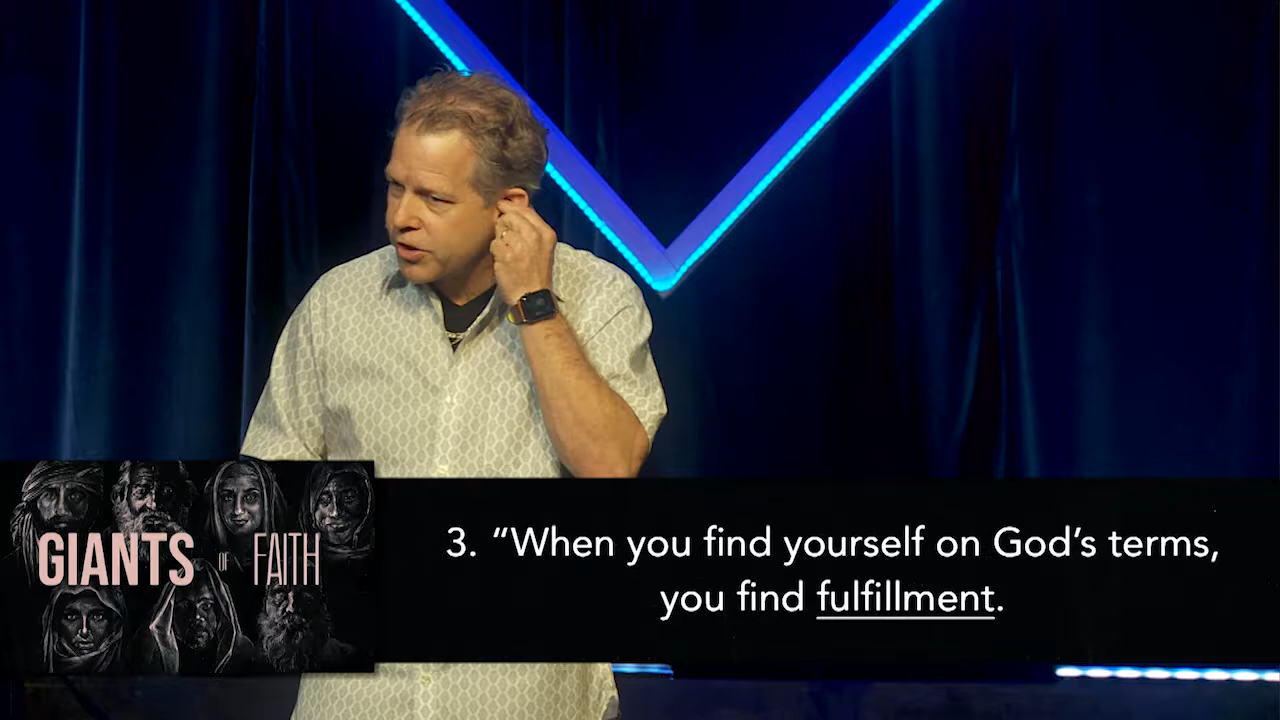 GIANTS OF FAITH
3. “When you find yourself on God’s terms,
you find fulfillment.